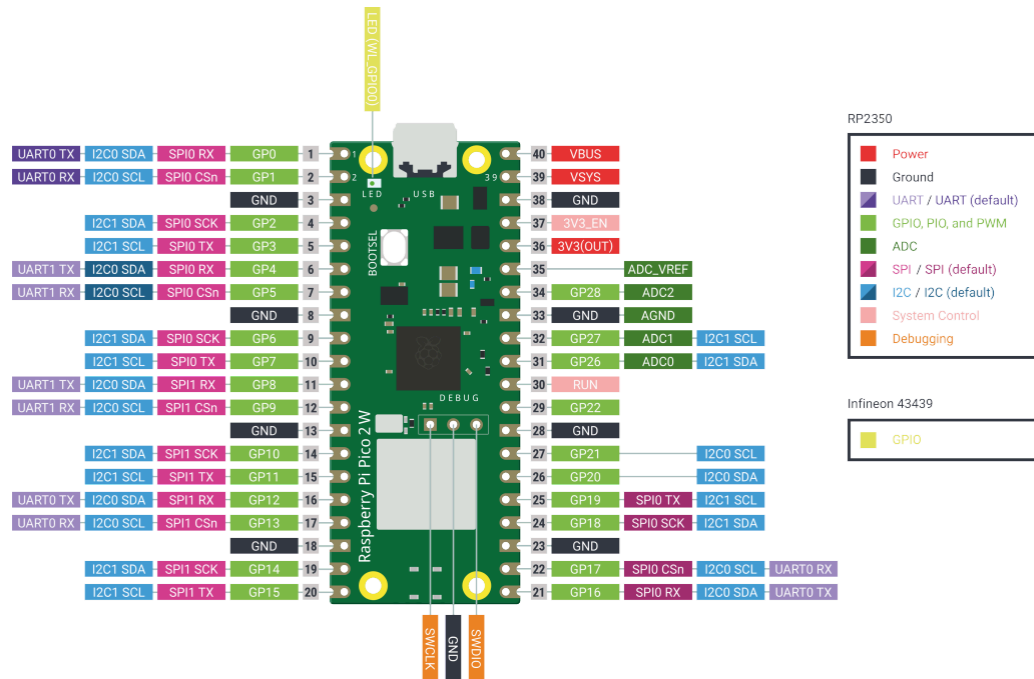 LED (WL_GPIO0)
UART0 TX I2C0 SDA SPI0 RX GP0 1
UART0 RX I2C0 SCL SPI0 CSn GP1 2
GND 3
I2C1 SDA SPI0 SCK GP2 4
I2C1 SCL SPI0 TX GP3 5
UART1 TX I2C0 SDA SPI0 RX GP4 6
UART1 RX I2C0 SCL SPI0 CSn GP5 7
GND 8
I2C1 SDA SPI0 SCK GP6 9
I2C1 SCL SPI0 TX GP7 10
UART1 TX I2C0 SDA SPI1 RX GP8 11
UART1 RX I2C0 SCL SPI1 CSn GP9 12
GND 13
I2C1 SDA SPI1 SCK GP10 14
I2C1 SCL SPI1 TX GP11 15
UART0 TX I2C0 SDA SPI1 RX GP12 16
UART0 RX I2C0 SCL SPI1 CSn GP13 17
GND 18
I2C1 SDA SPI1 SCK GP14 19
I2C1 SCL SPI1 TX GP15 20
1
2
39
LED
USB
BOOTSEL
DEBUG
Raspberry Pi Pico 2 W
SWCLK
GND
SWDIO
40 VBUS
39 VSYS
38 GND
37 3V3_EN
36 3V3(OUT)
35 ADC_VREF
34 GP28 ADC2
33 GND AGND
32 GP27 ADC1 I2C1 SCL
31 GP26 ADC0 I2C1 SDA
30 RUN
29 GP22
28 GND
27 GP21 I2C0 SCL
26 GP20 I2C0 SDA
25 GP19 SPI0 TX I2C1 SCL
24 GP18 SPI0 SCK I2C1 SDA
23 GND
22 GP17 SPI0 CSn I2C0 SCL UART0 RX
21 GP16 SPI0 RX I2C0 SDA UART0 TX
RP2350
Power
Ground
UART / UART (default)
GPIO, PIO, and PWM
ADC
SPI / SPI (default)
I2C / I2C (default)
System Control
Debugging
Infineon 43439
GPIO